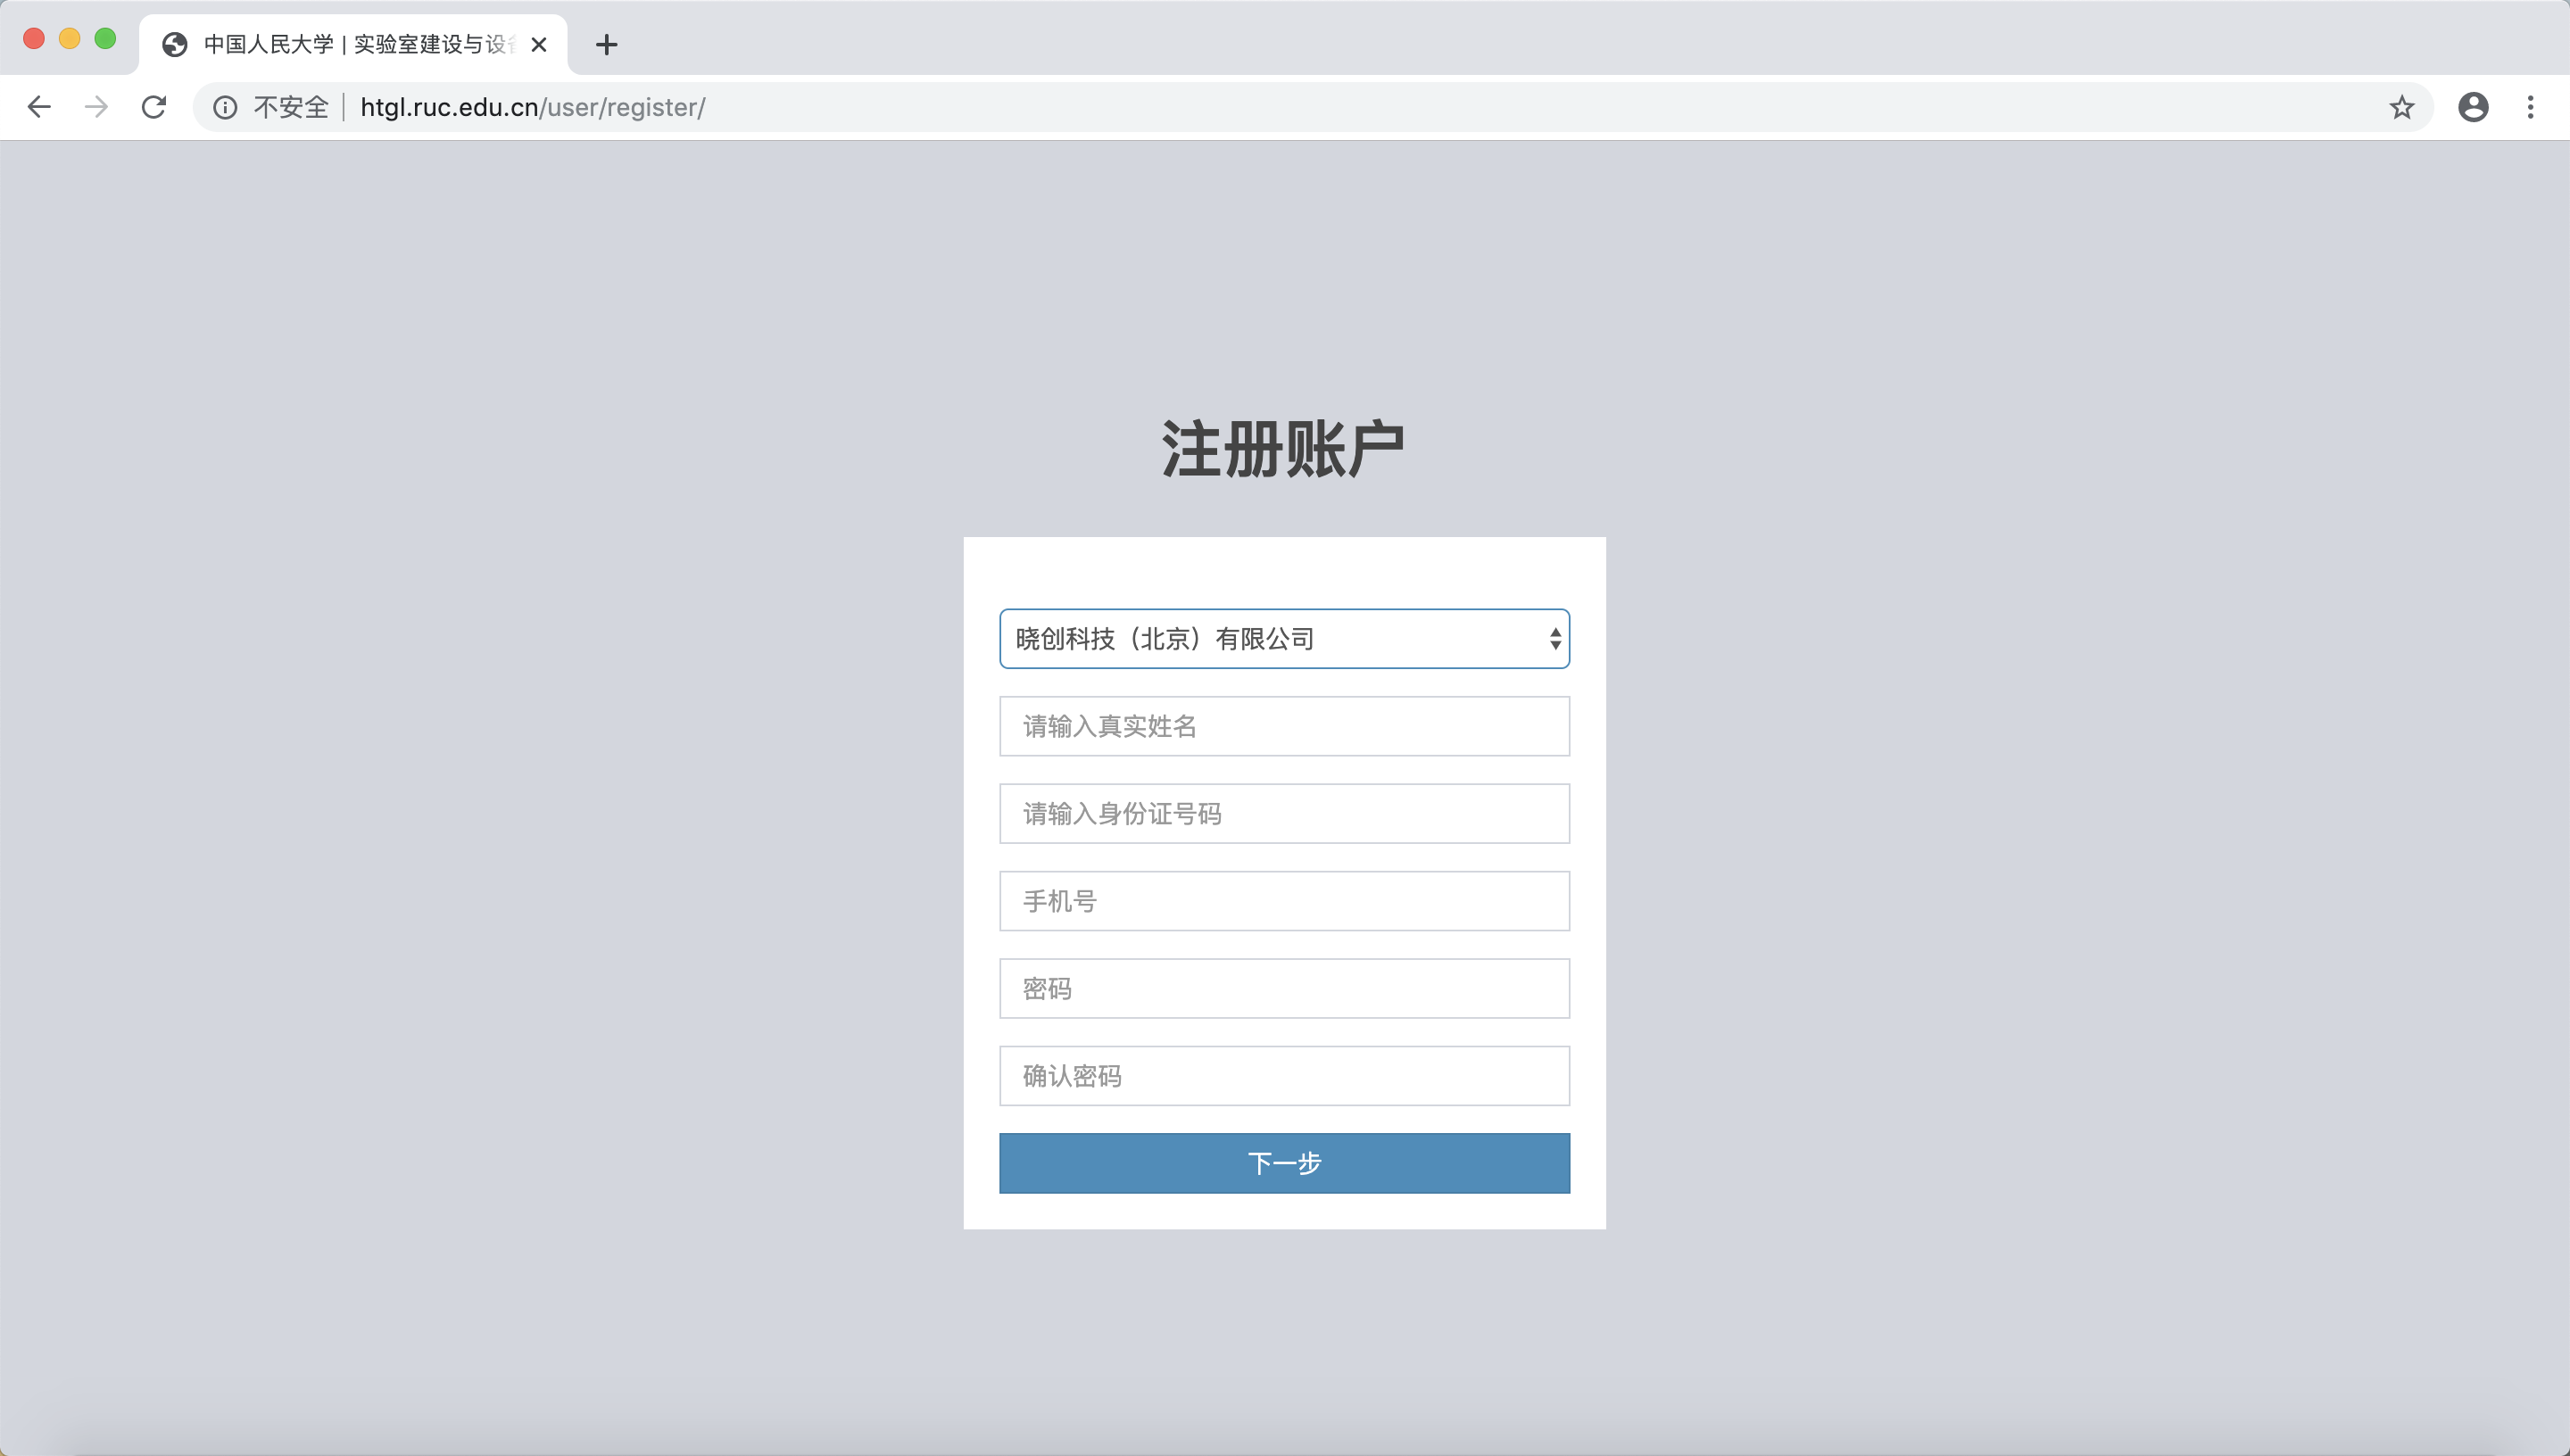 中国人民大学 | 实验室建设与设
不安全 | htgl.ruc.edu.cn/user/register/
注册账户
晓创科技（北京）有限公司
请输入真实姓名
请输入身份证号码
手机号
密码
确认密码
下一步